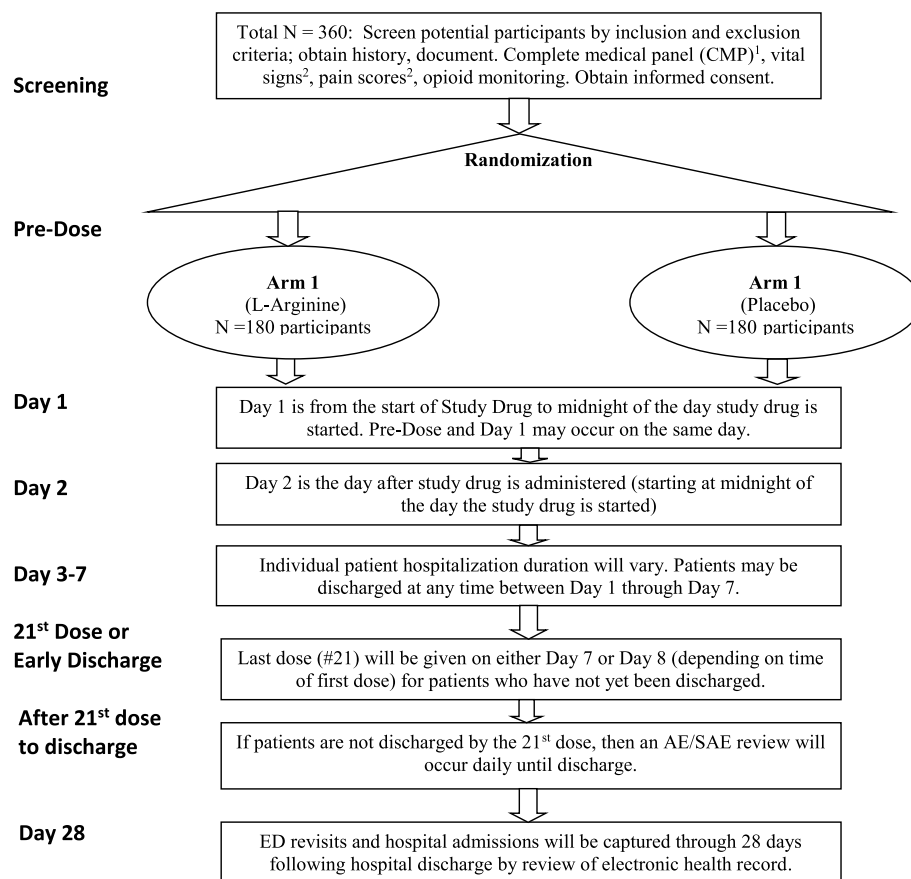 Total N = 360:  Screen potential participants by inclusion and exclusion
criteria; obtain history, document. Complete medical panel (CMP)¹, vital
signs², pain scores², opioid monitoring. Obtain informed consent.
Screening
Randomization
Pre-Dose
Arm 1
(L-Arginine)
N =180 participants
Arm 1
(Placebo)
N =180 participants
Day 1
Day 1 is from the start of Study Drug to midnight of the day study drug is
started. Pre-Dose and Day 1 may occur on the same day.
Day 2
Day 2 is the day after study drug is administered (starting at midnight of
the day the study drug is started)
Day 3-7
Individual patient hospitalization duration will vary. Patients may be
discharged at any time between Day 1 through Day 7.
21st Dose or
Early Discharge
Last dose (#21) will be given on either Day 7 or Day 8 (depending on time
of first dose) for patients who have not yet been discharged.
After 21st dose
to discharge
If patients are not discharged by the 21st dose, then an AE/SAE review will
occur daily until discharge.
Day 28
ED revisits and hospital admissions will be captured through 28 days
following hospital discharge by review of electronic health record.